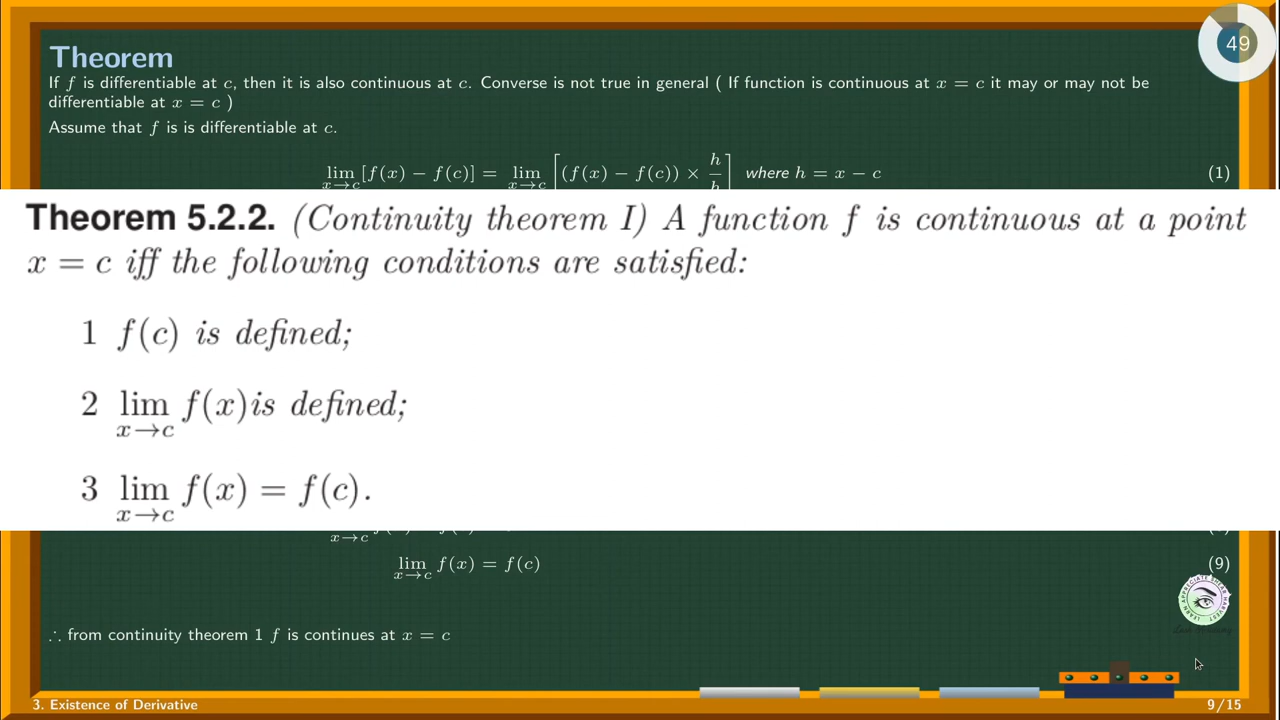 49
Theorem
If f is differentiable at c, then it is also continuous at c. Converse is not true in general ( If function is continuous at x = c it may or may not be
differentiable at x = c )
Assume that f is is differentiable at c.
lim x→c [f(x) − f(c)] = lim x→c [(f(x) − f(c)) × h/h] where h = x − c (1)
Theorem 5.2.2. (Continuity theorem I) A function f is continuous at a point
x = c iff the following conditions are satisfied:
1 f(c) is defined;
2 lim x→c f(x)is defined;
3 lim x→c f(x) = f(c).
x→c
lim x→c f(x) = f(c) (9)
∴ from continuity theorem 1 f is continues at x = c
3. Existence of Derivative
9/15